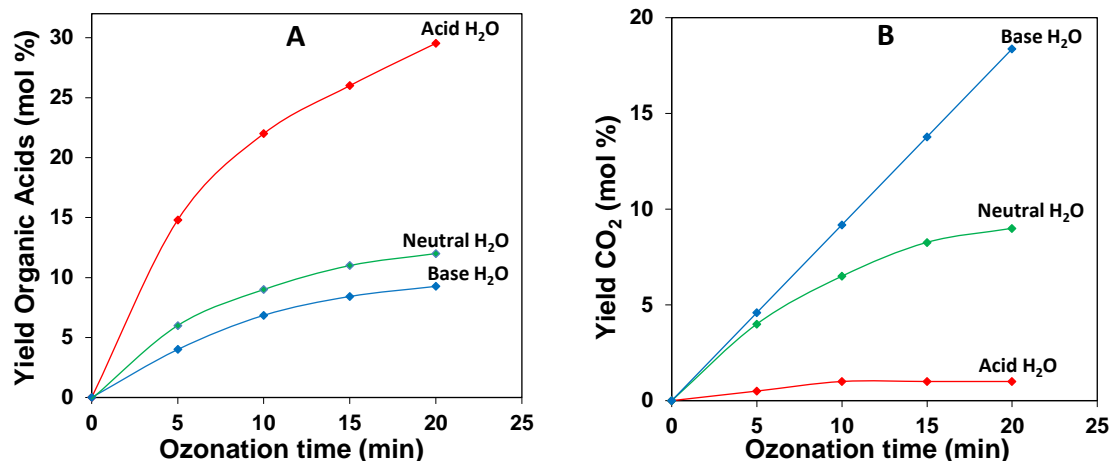 A
Yield Organic Acids (mol %)
30
25
20
15
10
5
0
Acid H₂O
Neutral H₂O
Base H₂O
0 5 10 15 20 25
Ozonation time (min)
B
Yield CO₂ (mol %)
20
15
10
5
0
Base H₂O
Neutral H₂O
Acid H₂O
0 5 10 15 20 25
Ozonation time (min)